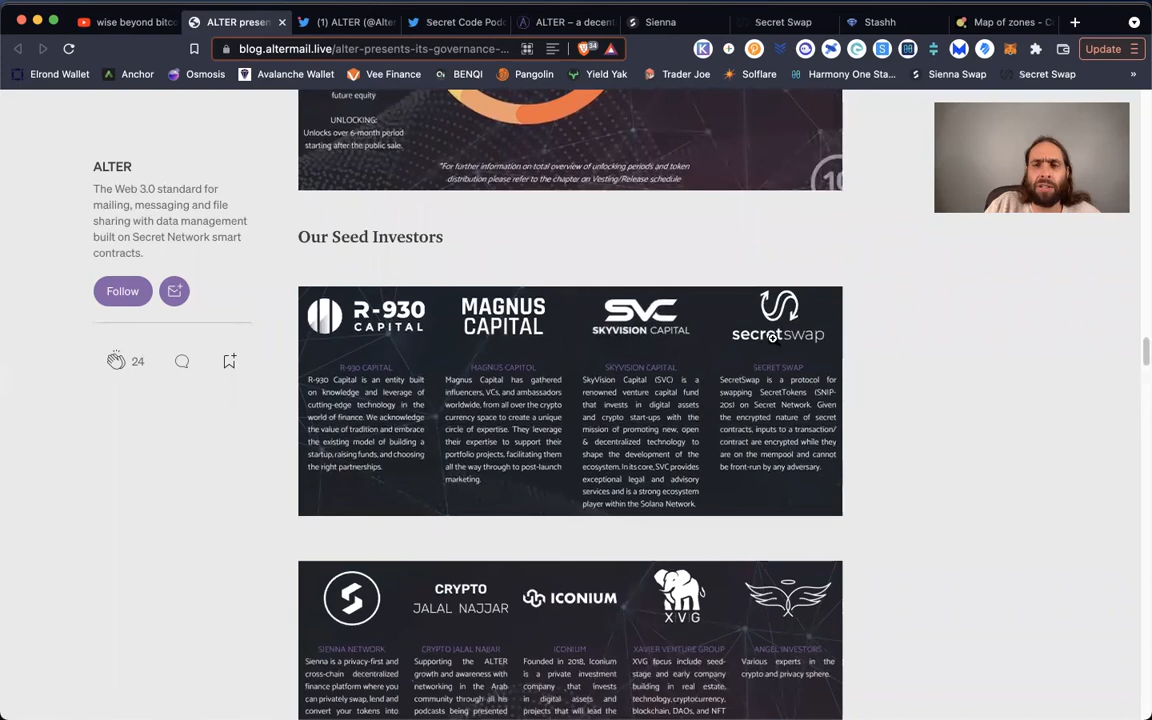 wise beyond bitco
ALTER presen
(1) ALTER (@Alte
Secret Code Podc
ALTER – a decent
Sienna
Secret Swap
Stashh
Map of zones - C
blog.altermail.live/alter-presents-its-governance-...
34
Update
Elrond Wallet
Anchor
Osmosis
Avalanche Wallet
Vee Finance
BENQI
Pangolin
Yield Yak
Trader Joe
Solflare
Harmony One Sta...
Sienna Swap
Secret Swap
»
future equity
UNLOCKING:
Unlocks over 6-month period
starting after the public sale.
*For further information on total overview of unlocking periods and token
distribution please refer to the chapter on Vesting/Release schedule
ALTER
The Web 3.0 standard for
mailing, messaging and file
sharing with data management
built on Secret Network smart
contracts.
Follow
24
Our Seed Investors
R-930
CAPITAL
R-930 CAPITAL
R-930 Capital is an entity built
on knowledge and leverage of
cutting-edge technology in the
world of finance. We acknowledge
the value of tradition and embrace
the existing model of building a
startup, raising funds, and choosing
the right partnerships.
MAGNUS
CAPITAL
MAGNUS CAPITOL
Magnus Capital has gathered
influencers, VCs, and ambassadors
worldwide, from all over the crypto
currency space to create a unique
circle of expertise. They leverage
their expertise to support their
portfolio projects, facilitating them
all the way through to post-launch
marketing.
SVC
SKYVISION CAPITAL
SKYVISION CAPITAL
SkyVision Capital (SVC) is a
renowned venture capital fund
that invests in digital assets
and crypto start-ups with the
mission of promoting new, open
& decentralized technology to
shape the development of the
ecosystem. In its core, SVC provides
exceptional legal and advisory
services and is a strong ecosystem
player within the Solana Network.
secretswap
SECRET SWAP
SecretSwap is a protocol for
swapping SecretTokens (SNIP-
20s) on Secret Network. Given
the encrypted nature of secret
contracts, inputs to a transaction/
contract are encrypted while they
are on the mempool and cannot
be front-run by any adversary.
SIENNA NETWORK
Sienna is a privacy-first and
cross-chain decentralized
finance platform where you
can privately swap, lend and
convert your tokens into
CRYPTO
JALAL NAJJAR
CRYPTO JALAL NAJJAR
Supporting the ALTER
growth and awareness with
networking in the Arab
community through all his
podcasts being presented
ICONIUM
ICONIUM
Founded in 2018, Iconium
is a private investment
company that invests
in digital assets and
projects that will lead the
XVG
XAVIER VENTURE GROUP
XVG focus include seed-
stage and early company
building in real estate,
technology, cryptocurrency,
blockchain, DAOs, and NFT
ANGEL INVESTORS
Various experts in the
crypto and privacy sphere.